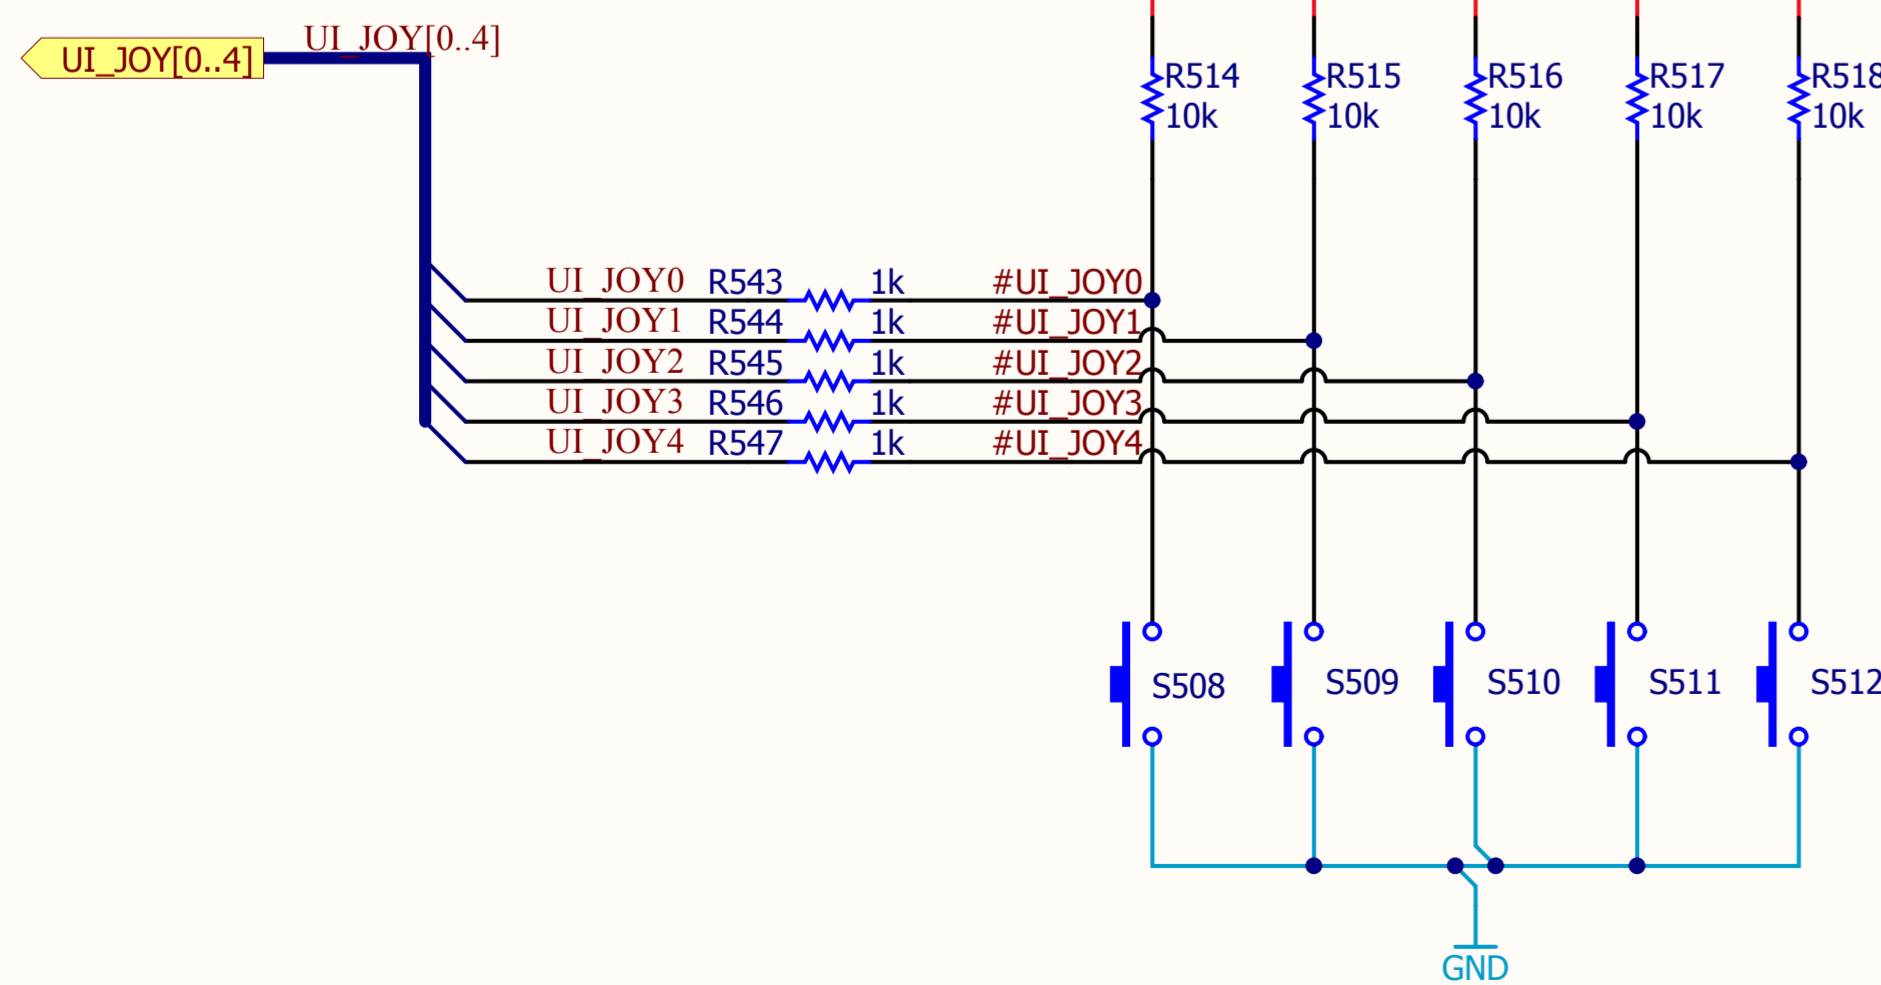 UI_JOY[0..4]
UI_JOY[0..4]
R514 R515 R516 R517 R518
10k 10k 10k 10k 10k
UI_JOY0 R543 1k #UI_JOY0
UI_JOY1 R544 1k #UI_JOY1
UI_JOY2 R545 1k #UI_JOY2
UI_JOY3 R546 1k #UI_JOY3
UI_JOY4 R547 1k #UI_JOY4
S508 S509 S510 S511 S512
GND